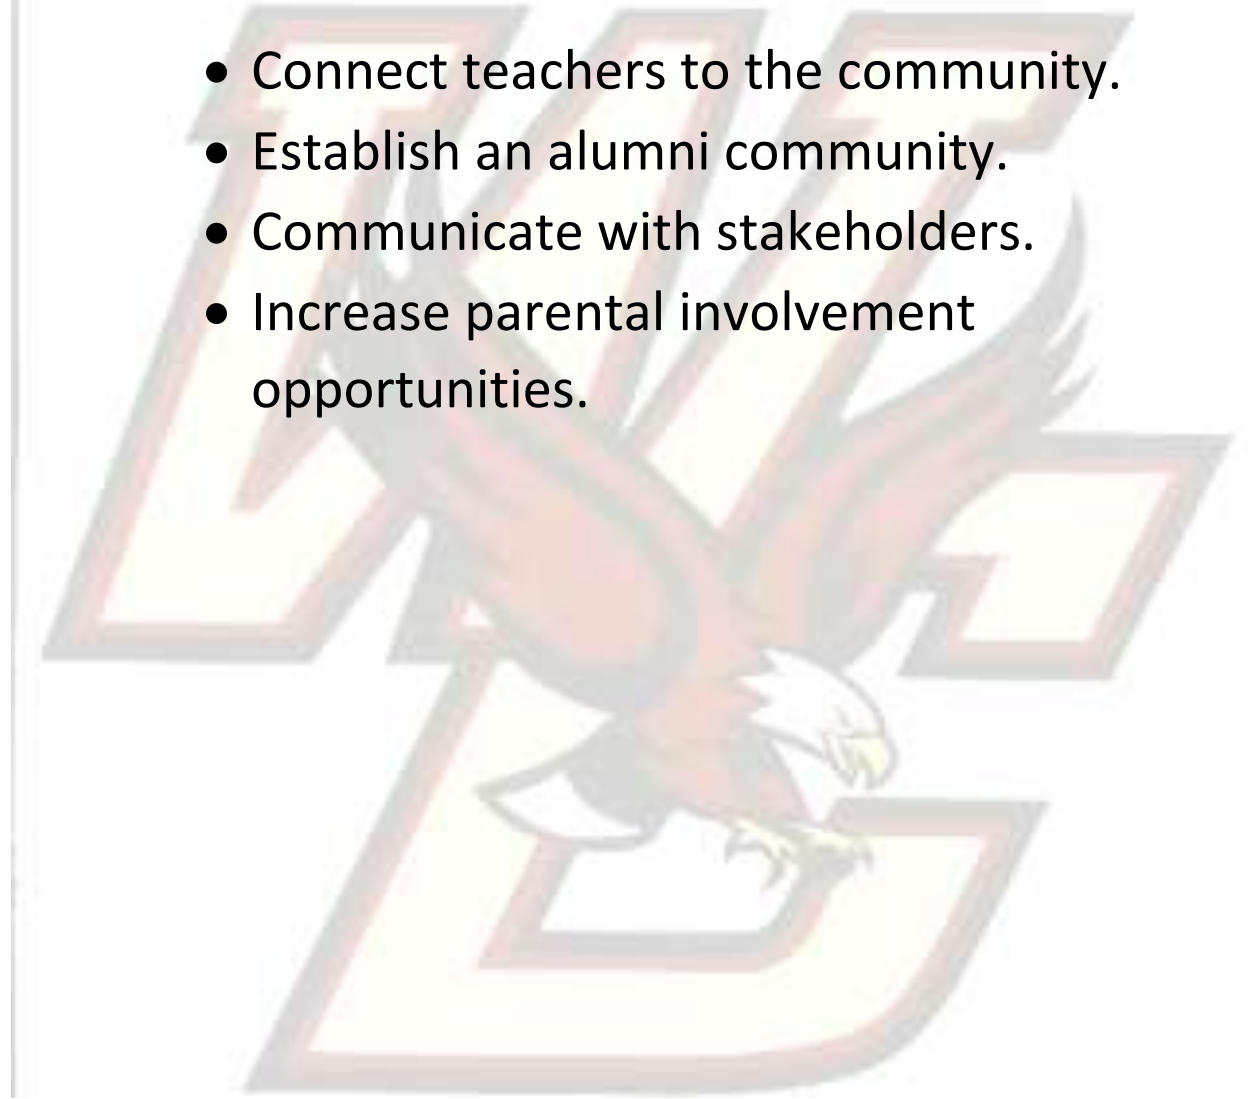 • Connect teachers to the community.
• Establish an alumni community.
• Communicate with stakeholders.
• Increase parental involvement
opportunities.